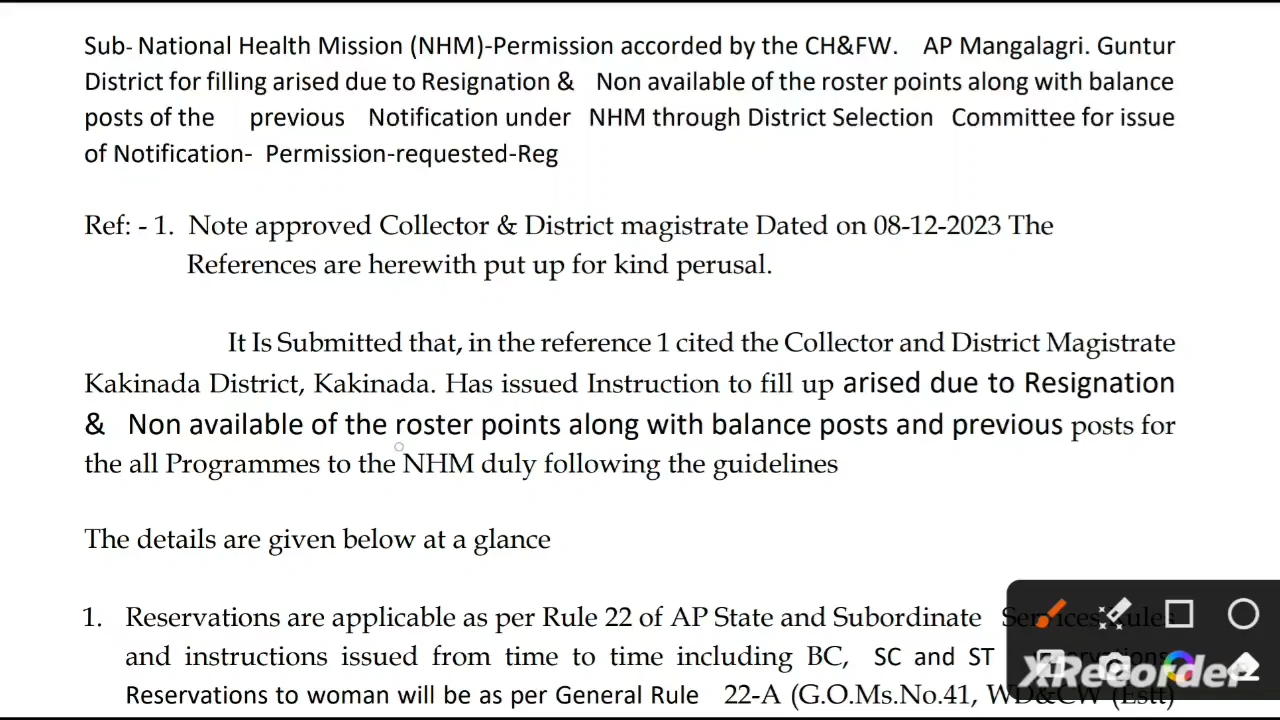 Sub- National Health Mission (NHM)-Permission accorded by the CH&FW. AP Mangalagri. Guntur
District for filling arised due to Resignation & Non available of the roster points along with balance
posts of the previous Notification under NHM through District Selection Committee for issue
of Notification- Permission-requested-Reg
Ref: - 1. Note approved Collector & District magistrate Dated on 08-12-2023 The
References are herewith put up for kind perusal.
It Is Submitted that, in the reference 1 cited the Collector and District Magistrate
Kakinada District, Kakinada. Has issued Instruction to fill up arised due to Resignation
& Non available of the roster points along with balance posts and previous posts for
the all Programmes to the NHM duly following the guidelines
The details are given below at a glance
1. Reservations are applicable as per Rule 22 of AP State and Subordinate Services Rules
and instructions issued from time to time including BC, SC and ST
Reservations to woman will be as per General Rule 22-A (G.O.Ms.No.41, WD&CW (Estt)
XRecorder